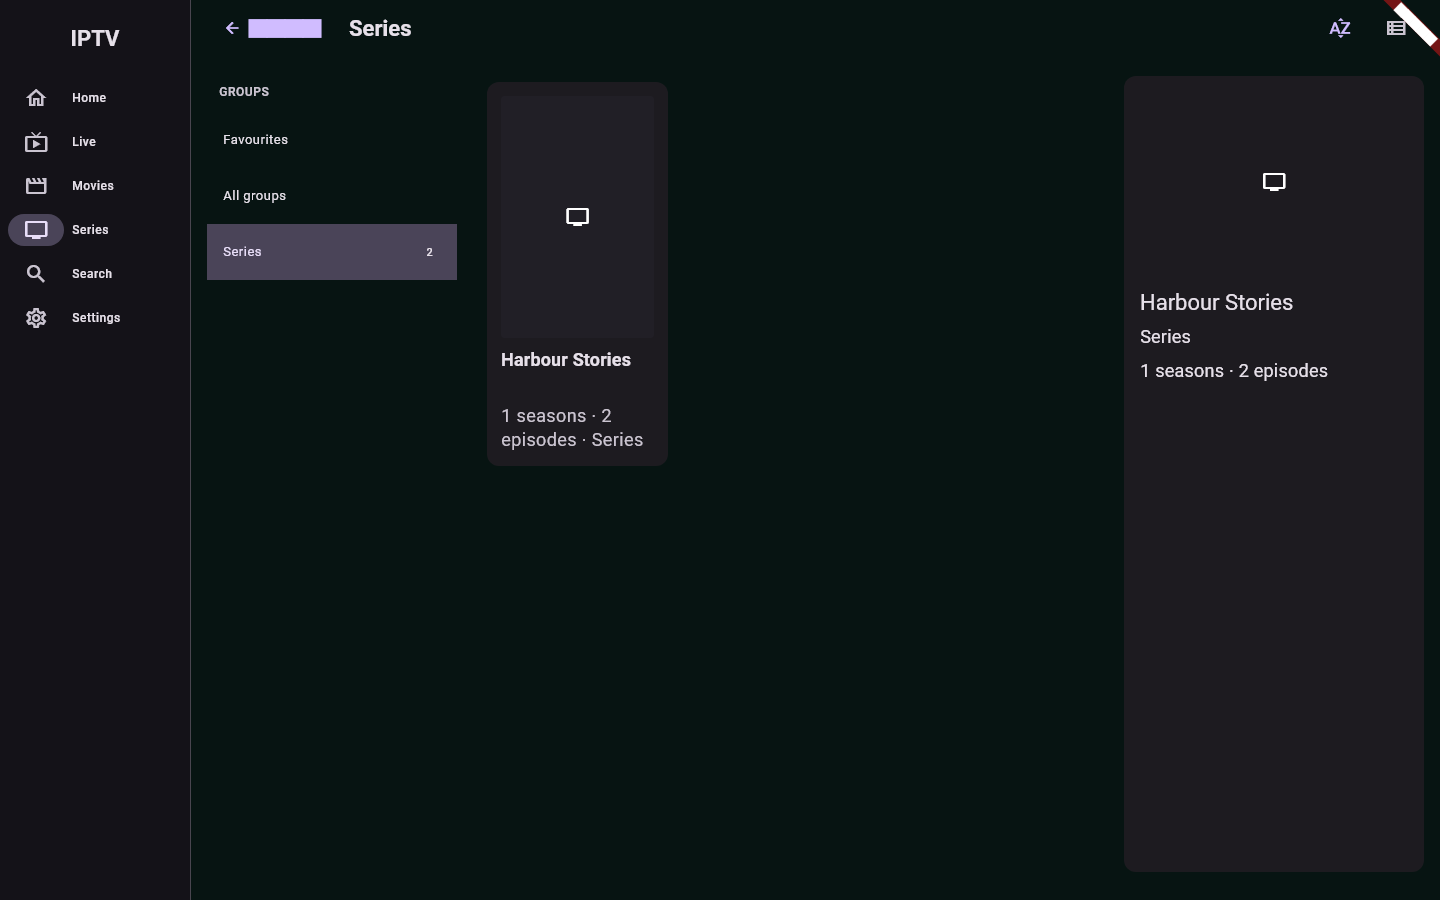 IPTV
Home
Live
Movies
Series
Search
Settings
Series
GROUPS
Favourites
All groups
Series 2
Harbour Stories
1 seasons · 2
episodes · Series
AZ
Harbour Stories
Series
1 seasons · 2 episodes